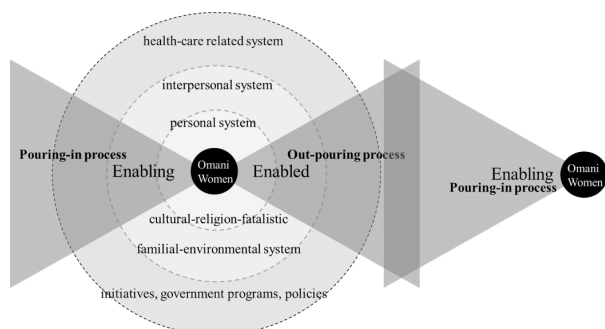 health-care related system
interpersonal system
personal system
Pouring-in process
Enabling
Omani
Women
Enabled
Out-pouring process
Enabling
Pouring-in process
Omani
Women
cultural-religion-fatalistic
familial-environmental system
initiatives, government programs, policies